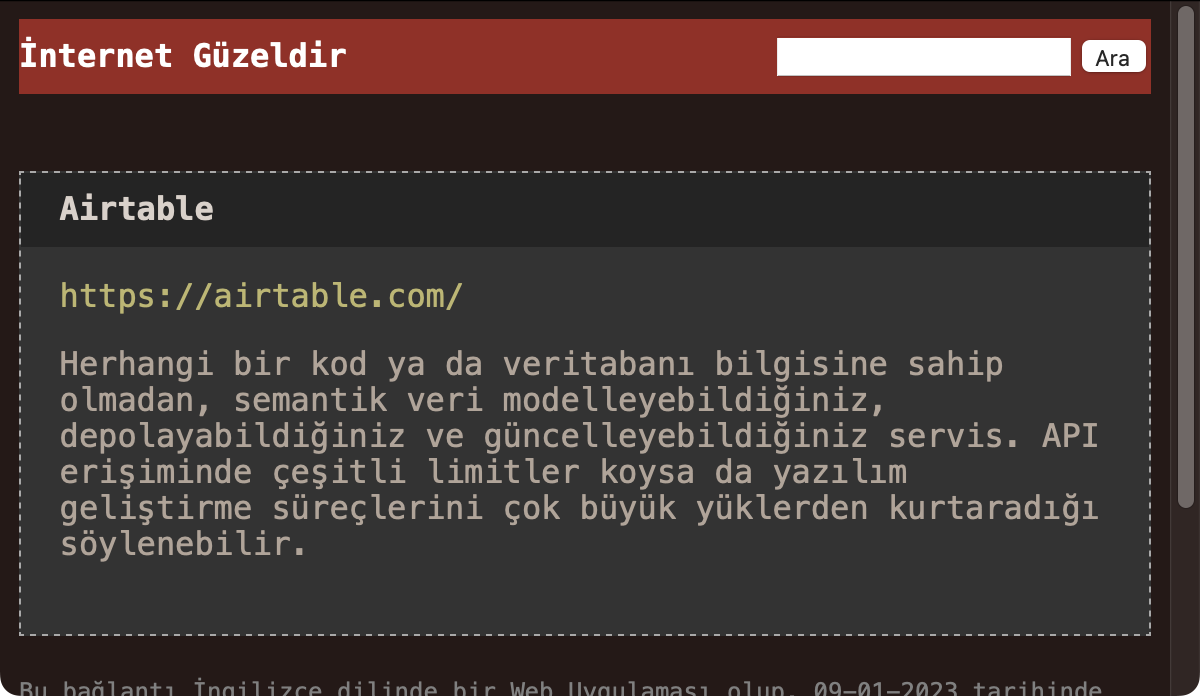 İnternet Güzeldir
Ara
Airtable
https://airtable.com/
Herhangi bir kod ya da veritabanı bilgisine sahip
olmadan, semantik veri modelleyebildiğiniz,
depolayabildiğiniz ve güncelleyebildiğiniz servis. API
erişiminde çeşitli limitler koysa da yazılım
geliştirme süreçlerini çok büyük yüklerden kurtaradığı
söylenebilir.
Bu bağlantı İngilizce dilinde bir Web Uygulaması olup, 09-01-2023 tarihinde